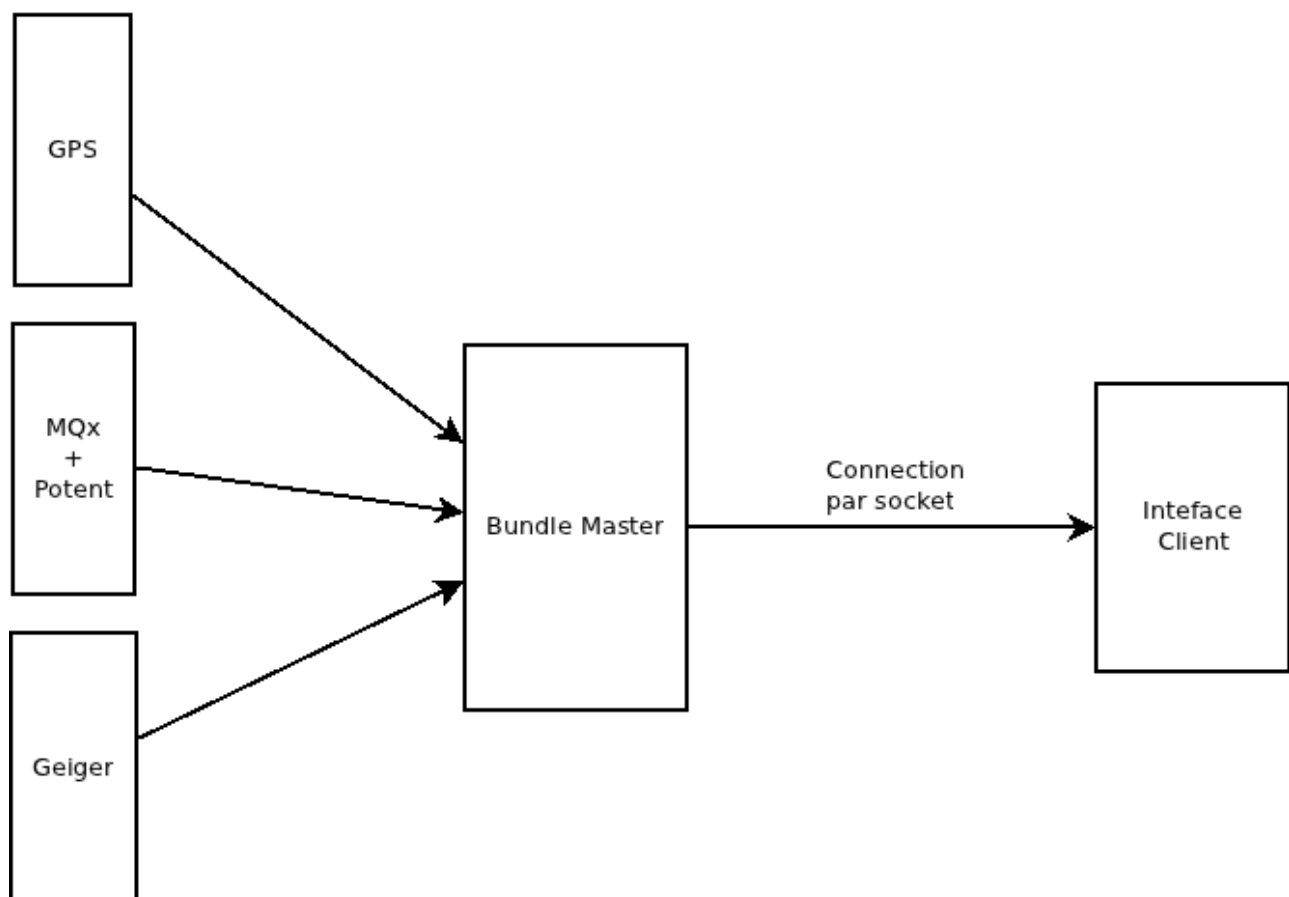 GPS
MQx
+
Potent
Geiger
Bundle Master
Connection
par socket
Inteface
Client